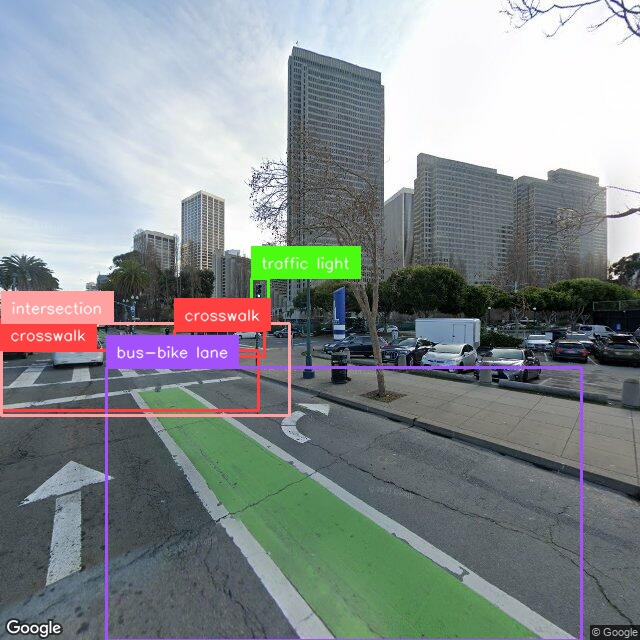 traffic light
intersection
crosswalk
crosswalk
bus-bike lane
Google
© Google